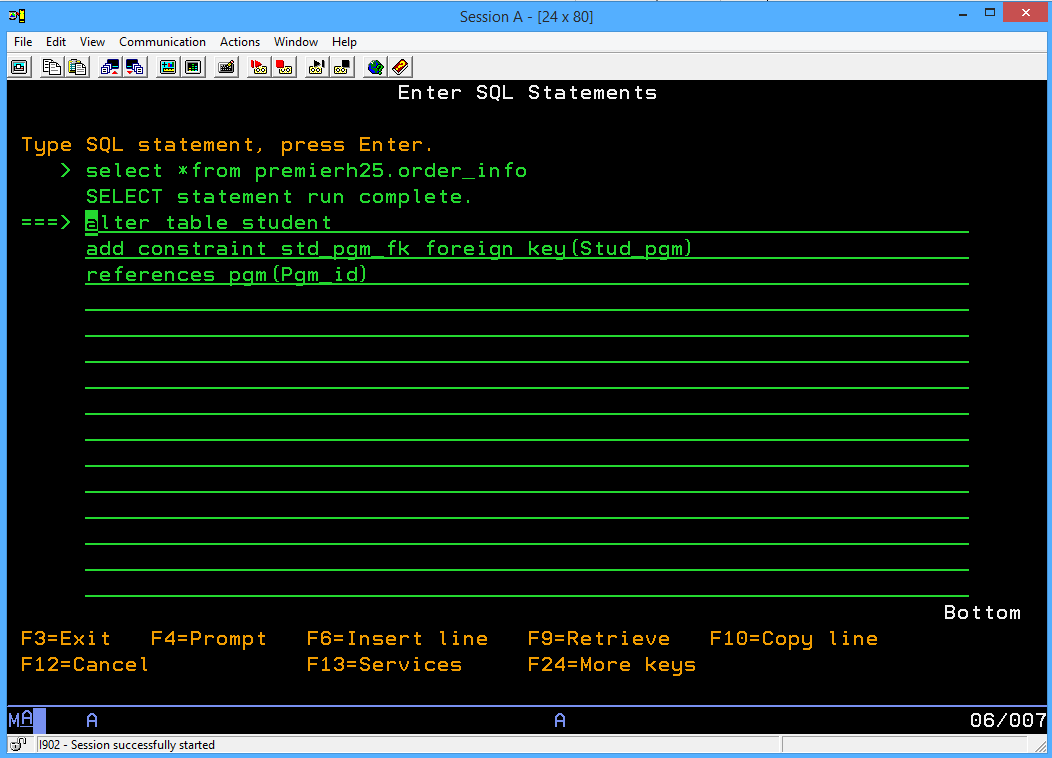 Session A - [24 x 80]
File Edit View Communication Actions Window Help
Enter SQL Statements
Type SQL statement, press Enter.
> select *from premierh25.order_info
SELECT statement run complete.
===> alter table student
add constraint std_pgm_fk foreign key(Stud_pgm)
references pgm(Pgm_id)
Bottom
F3=Exit F4=Prompt F6=Insert line F9=Retrieve F10=Copy line
F12=Cancel F13=Services F24=More keys
MA A A 06/007
I902 - Session successfully started